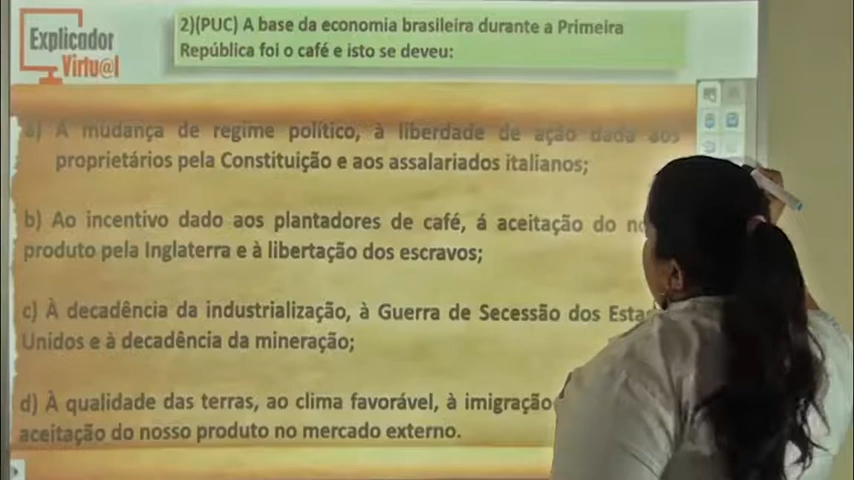 Explicador
Virtu@l
2)(PUC) A base da economia brasileira durante a Primeira
República foi o café e isto se deveu:
a) A mudança de regime político, à liberdade de ação dada aos
proprietários pela Constituição e aos assalariados italianos;
b) Ao incentivo dado aos plantadores de café, á aceitação do
produto pela Inglaterra e à libertação dos escravos;
c) À decadência da industrialização, à Guerra de Secessão dos
Unidos e à decadência da mineração;
d) À qualidade das terras, ao clima favorável, à imigração
aceitação do nosso produto no mercado externo.